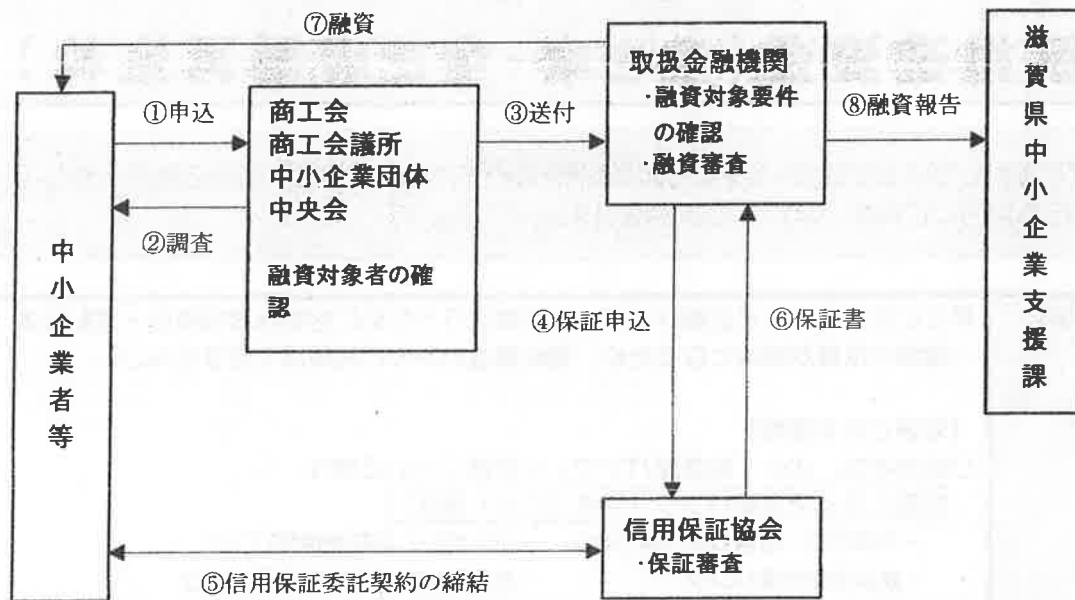 ⑦融資
取扱金融機関
・融資対象要件
の確認
・融資審査
①申込
商工会
商工会議所
中小企業団体
中央会
融資対象者の確
認
③送付
⑧融資報告
滋賀県中小企業支援課
②調査
中小企業者等
④保証申込
⑥保証書
信用保証協会
・保証審査
⑤信用保証委託契約の締結